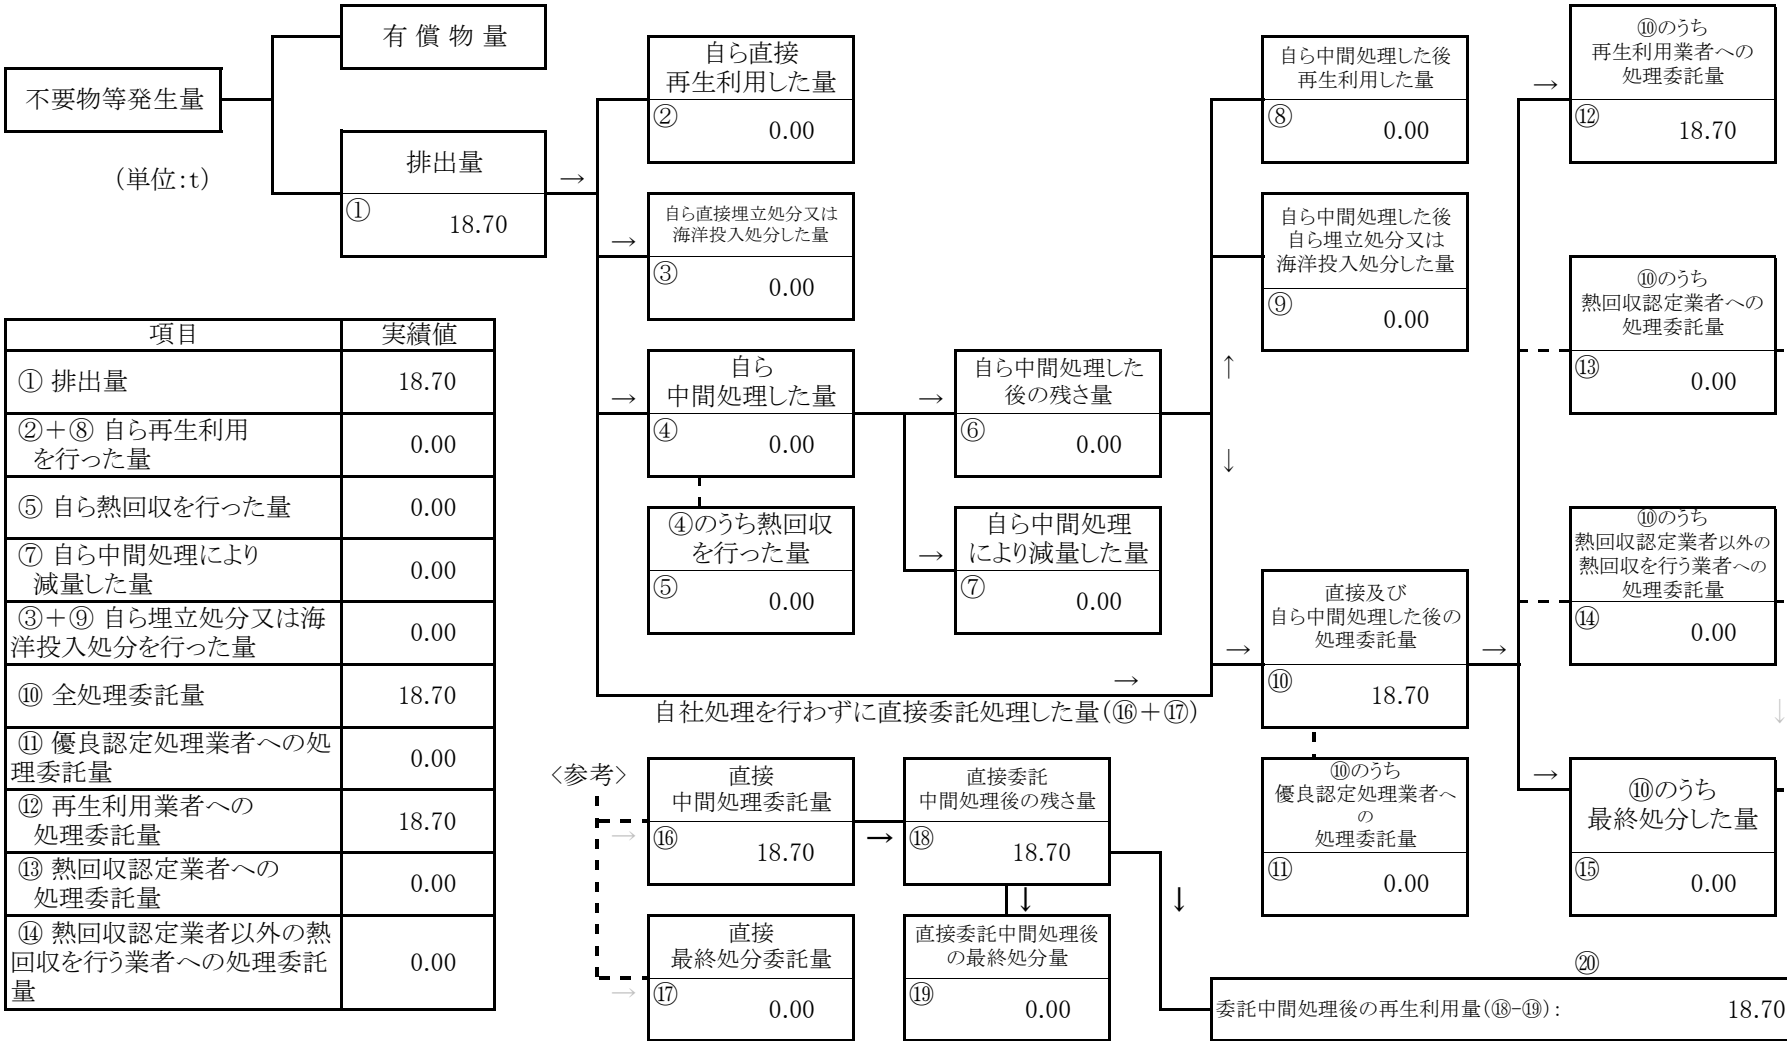 不要物等発生量
有 償 物 量
(単位:t)
排出量
①
18.70
→
自ら直接
再生利用した量
②
0.00
→
自ら直接埋立処分又は
海洋投入処分した量
③
0.00
→
自ら
中間処理した量
④
0.00
④のうち熱回収
を行った量
⑤
0.00
→
自ら中間処理した
後の残さ量
⑥
0.00
→
自ら中間処理
により減量した量
⑦
0.00
↑
↓
自ら中間処理した後
再生利用した量
⑧
0.00
自ら中間処理した後
自ら埋立処分又は
海洋投入処分した量
⑨
0.00
→
自社処理を行わずに直接委託処理した量(⑯+⑰)
→
直接及び
自ら中間処理した後の
処理委託量
⑩
18.70
→
⑩のうち
優良認定処理業者へ
の
処理委託量
⑪
0.00
→
⑩のうち
再生利用業者への
処理委託量
⑫
18.70
⑩のうち
熱回収認定業者への
処理委託量
⑬
0.00
⑩のうち
熱回収認定業者以外の
熱回収を行う業者への
処理委託量
⑭
0.00
↓
→
⑩のうち
最終処分した量
⑮
0.00
項目 実績値
① 排出量 18.70
②+⑧ 自ら再生利用
を行った量 0.00
⑤ 自ら熱回収を行った量 0.00
⑦ 自ら中間処理により
減量した量 0.00
③+⑨ 自ら埋立処分又は海
洋投入処分を行った量 0.00
⑩ 全処理委託量 18.70
⑪ 優良認定処理業者への処
理委託量 0.00
⑫ 再生利用業者への
処理委託量 18.70
⑬ 熱回収認定業者への
処理委託量 0.00
⑭ 熱回収認定業者以外の熱
回収を行う業者への処理委託
量 0.00
<参考>
→
直接
中間処理委託量
⑯
18.70
→
直接委託
中間処理後の残さ量
⑱
18.70
↓
↓
→
直接
最終処分委託量
⑰
0.00
直接委託中間処理後
の最終処分量
⑲
0.00
⑳
委託中間処理後の再生利用量(⑱-⑲): 18.70